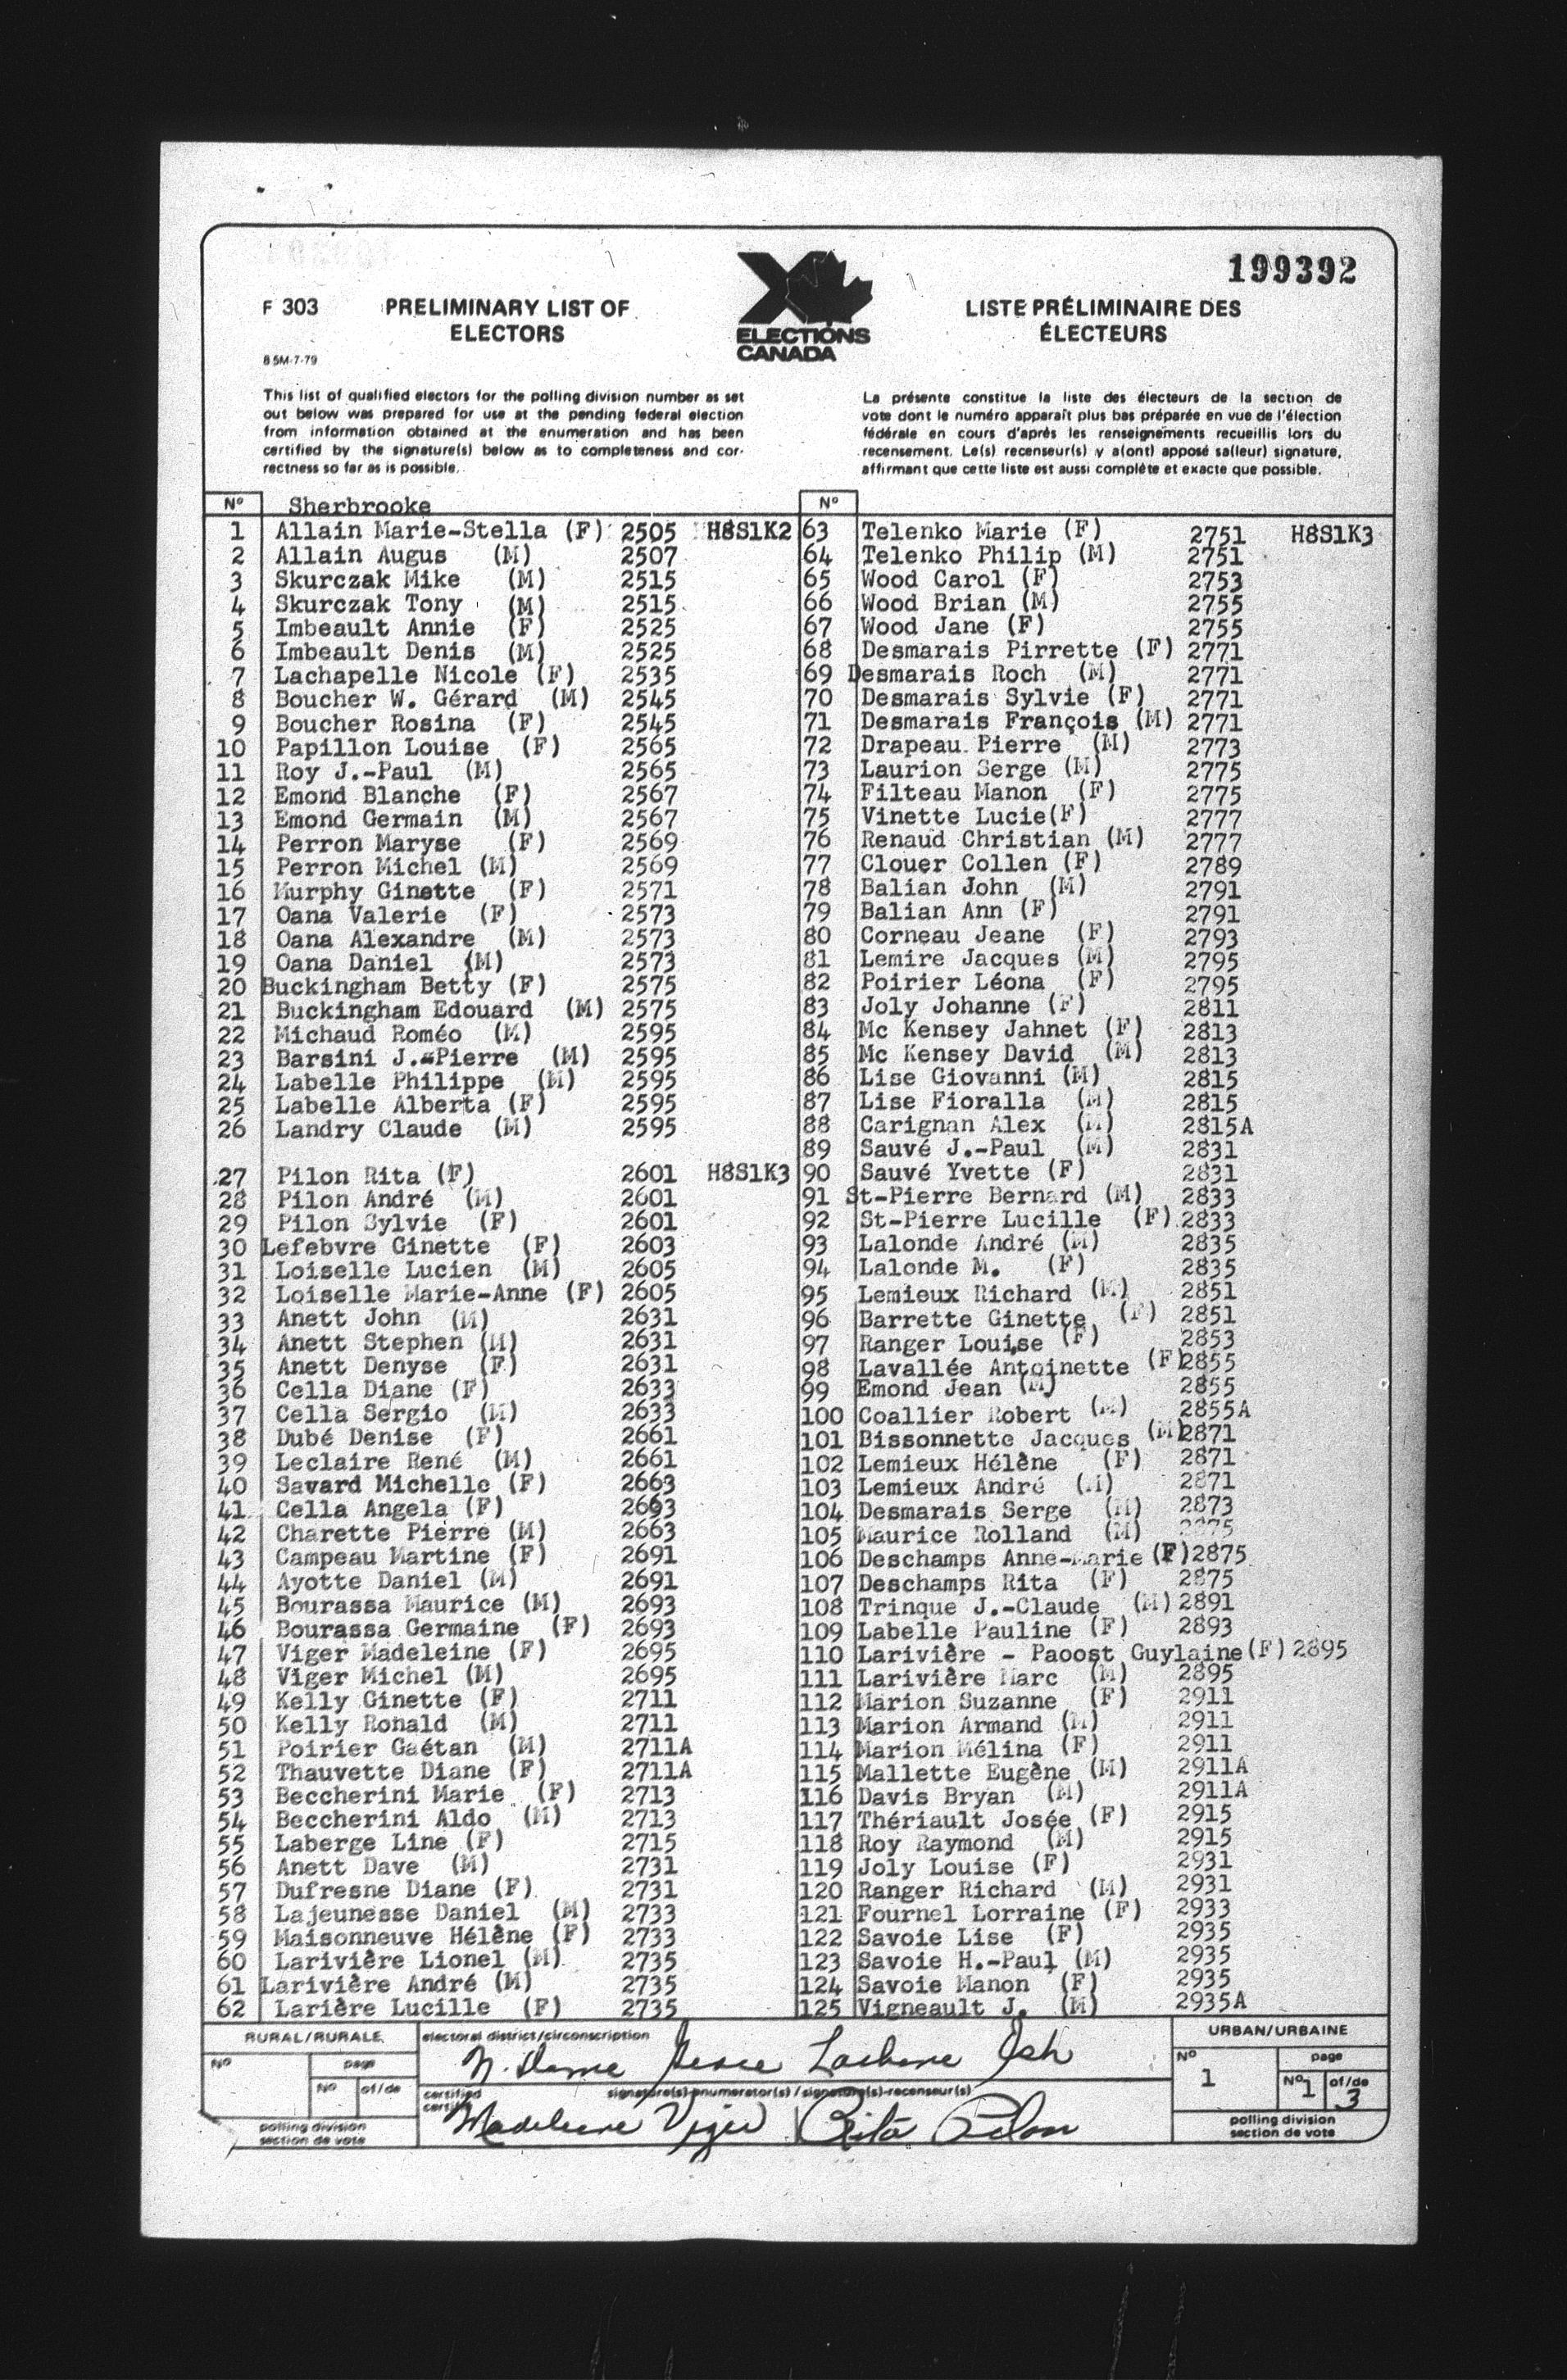 199392
F 303
PRELIMINARY LIST OF
ELECTORS
8 5M-7-79
ELECTIONS
CANADA
LISTE PRÉLIMINAIRE DES
ÉLECTEURS
This list of qualified electors for the polling division number as set
out below was prepared for use at the pending federal election
from information obtained at the enumeration and has been
certified by the signature(s) below as to completeness and cor-
rectness so far as is possible.
La présente constitue la liste des électeurs de la section de
vote dont le numéro apparaît plus bas préparée en vue de l'élection
fédérale en cours d'après les renseignements recueillis lors du
recensement. Le(s) recenseur(s) y a(ont) apposé sa(leur) signature,
affirmant que cette liste est aussi complète et exacte que possible.
Nº Sherbrooke
1 Allain Marie-Stella (F) 2505 H8S1K2
2 Allain Augus (M) 2507
3 Skurczak Mike (M) 2515
4 Skurczak Tony (M) 2515
5 Imbeault Annie (F) 2525
6 Imbeault Denis (M) 2525
7 Lachapelle Nicole (F) 2535
8 Boucher W. Gérard (M) 2545
9 Boucher Rosina (F) 2545
10 Papillon Louise (F) 2565
11 Roy J.-Paul (M) 2565
12 Emond Blanche (F) 2567
13 Emond Germain (M) 2567
14 Perron Maryse (F) 2569
15 Perron Michel (M) 2569
16 Murphy Ginette (F) 2571
17 Oana Valerie (F) 2573
18 Oana Alexandre (M) 2573
19 Oana Daniel (M) 2573
20 Buckingham Betty (F) 2575
21 Buckingham Edouard (M) 2575
22 Michaud Roméo (M) 2595
23 Barsini J.-Pierre (M) 2595
24 Labelle Philippe (M) 2595
25 Labelle Alberta (F) 2595
26 Landry Claude (M) 2595
27 Pilon Rita (F) 2601 H8S1K3
28 Pilon André (M) 2601
29 Pilon Sylvie (F) 2601
30 Lefebvre Ginette (F) 2603
31 Loiselle Lucien (M) 2605
32 Loiselle Marie-Anne (F) 2605
33 Anett John (M) 2631
34 Anett Stephen (M) 2631
35 Anett Denyse (F) 2631
36 Cella Diane (F) 2633
37 Cella Sergio (M) 2633
38 Dubé Denise (F) 2661
39 Leclaire René (M) 2661
40 Savard Michelle (F) 2663
41 Cella Angela (F) 2663
42 Charette Pierre (M) 2663
43 Campeau Martine (F) 2691
44 Ayotte Daniel (M) 2691
45 Bourassa Maurice (M) 2693
46 Bourassa Germaine (F) 2693
47 Viger Madeleine (F) 2695
48 Viger Michel (M) 2695
49 Kelly Ginette (F) 2711
50 Kelly Ronald (M) 2711
51 Poirier Gaétan (M) 2711A
52 Thauvette Diane (F) 2711A
53 Beccherini Marie (F) 2713
54 Beccherini Aldo (M) 2713
55 Laberge Line (F) 2715
56 Anett Dave (M) 2731
57 Dufresne Diane (F) 2731
58 Lajeunesse Daniel (M) 2733
59 Maisonneuve Hélène (F) 2733
60 Larivière Lionel (M) 2735
61 Larivière André (M) 2735
62 Larière Lucille (F) 2735
Nº
63 Telenko Marie (F) 2751 H8S1K3
64 Telenko Philip (M) 2751
65 Wood Carol (F) 2753
66 Wood Brian (M) 2755
67 Wood Jane (F) 2755
68 Desmarais Pirrette (F) 2771
69 Desmarais Roch (M) 2771
70 Desmarais Sylvie (F) 2771
71 Desmarais François (M) 2771
72 Drapeau Pierre (M) 2773
73 Laurion Serge (M) 2775
74 Filteau Manon (F) 2775
75 Vinette Lucie(F) 2777
76 Renaud Christian (M) 2777
77 Clouer Collen (F) 2789
78 Balian John (M) 2791
79 Balian Ann (F) 2791
80 Corneau Jeane (F) 2793
81 Lemire Jacques (M) 2795
82 Poirier Léona (F) 2795
83 Joly Johanne (F) 2811
84 Mc Kensey Jahnet (F) 2813
85 Mc Kensey David (M) 2813
86 Lise Giovanni (M) 2815
87 Lise Fioralla (M) 2815
88 Carignan Alex (M) 2815A
89 Sauvé J.-Paul (M) 2831
90 Sauvé Yvette (F) 2831
91 St-Pierre Bernard (M) 2833
92 St-Pierre Lucille (F) 2833
93 Lalonde André (M) 2835
94 Lalonde M. (F) 2835
95 Lemieux Richard (M) 2851
96 Barrette Ginette (F) 2851
97 Ranger Louise (F) 2853
98 Lavallée Antoinette (F) 2855
99 Emond Jean (M) 2855
100 Coallier Robert (M) 2855A
101 Bissonnette Jacques (M) 2871
102 Lemieux Hélène (F) 2871
103 Lemieux André (M) 2871
104 Desmarais Serge (M) 2873
105 Maurice Rolland (M) 2875
106 Deschamps Anne-Marie (F) 2875
107 Deschamps Rita (F) 2875
108 Trinque J.-Claude (M) 2891
109 Labelle Pauline (F) 2893
110 Larivière - Paoost Guylaine (F) 2895
111 Larivière Marc (M) 2895
112 Marion Suzanne (F) 2911
113 Marion Armand (M) 2911
114 Marion Mélina (F) 2911
115 Mallette Eugène (M) 2911A
116 Davis Bryan (M) 2911A
117 Thériault Josée (F) 2915
118 Roy Raymond (M) 2915
119 Joly Louise (F) 2931
120 Ranger Richard (M) 2931
121 Fournel Lorraine (F) 2933
122 Savoie Lise (F) 2935
123 Savoie H.-Paul (M) 2935
124 Savoie Manon (F) 2935
125 Vigneault J. (M) 2935A
RURAL/RURALE
Nº page
Nº of/de
polling division
section de vote
electoral district/circonscription
N. Dame Grace Lachine Est
certified signature(s)-enumerator(s) / signature(s)-recenseur(s)
certifié
Madeleine Viger Rita Pilon
URBAN/URBAINE
Nº page
1 Nº 1 of/de 3
polling division
section de vote